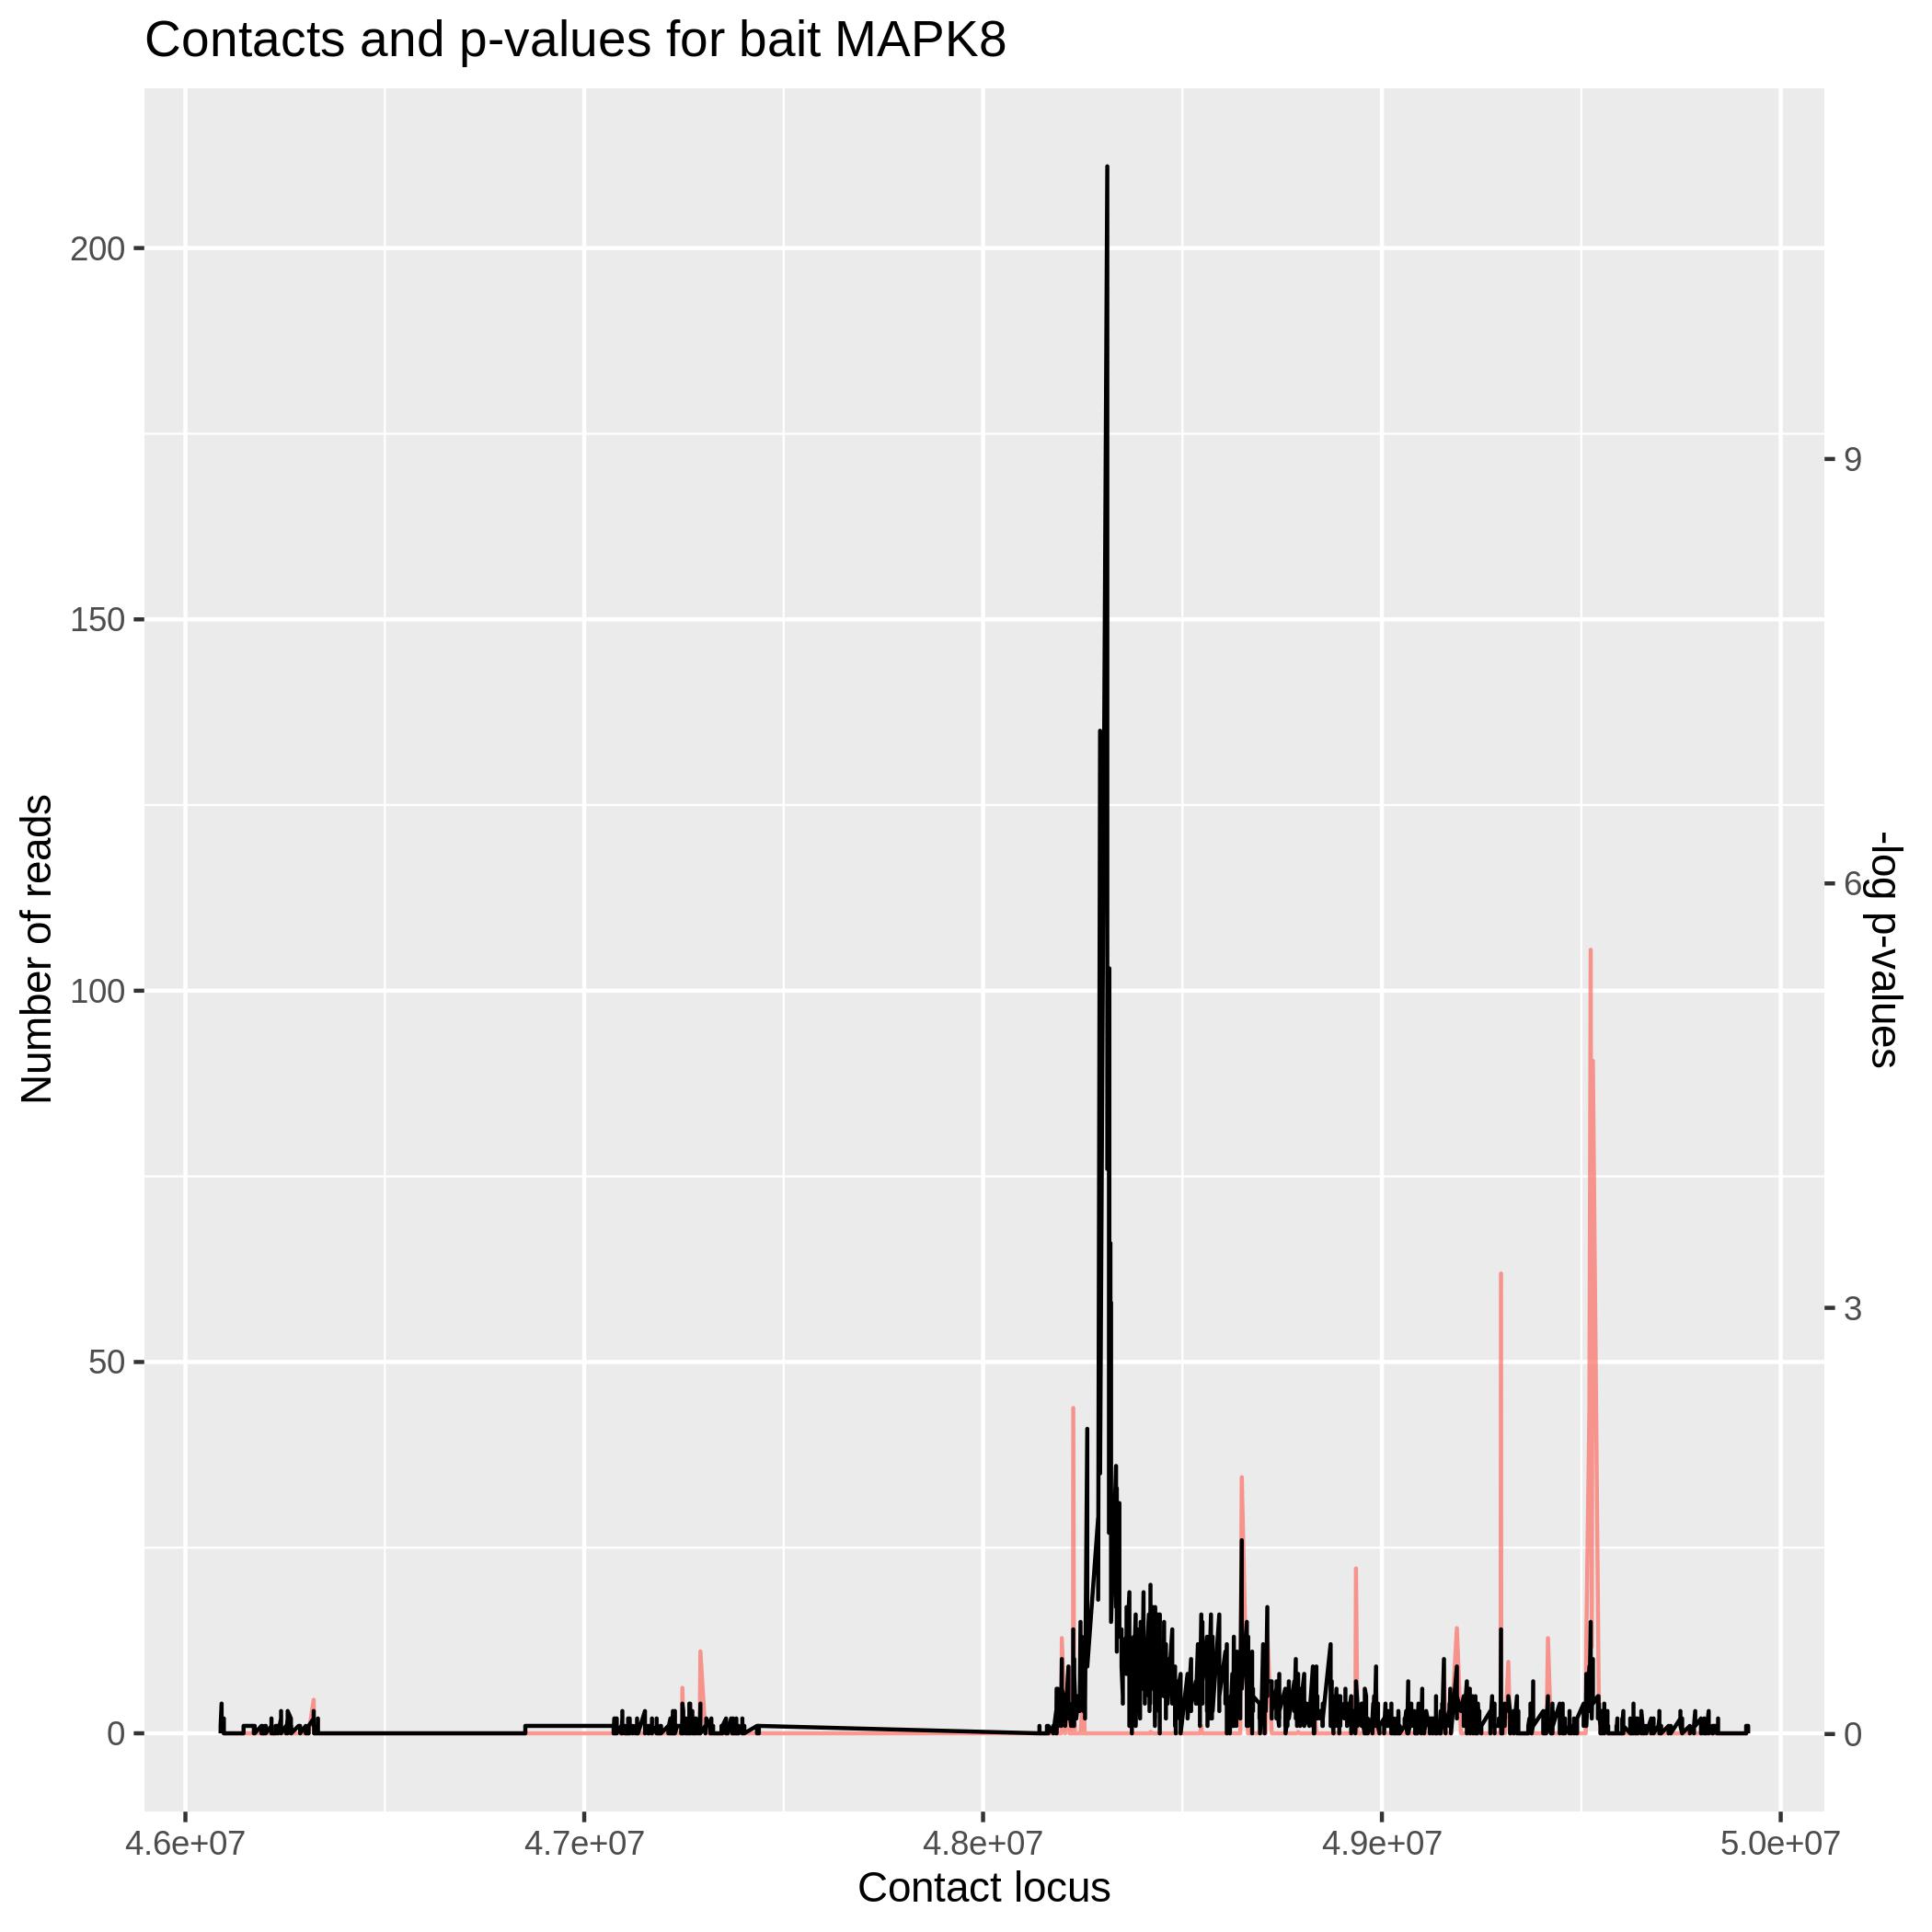 Contacts and p-values for bait MAPK8
200
150
100
50
0
Number of reads
9
6
3
0
-log p-values
4.6e+07
4.7e+07
4.8e+07
4.9e+07
5.0e+07
Contact locus